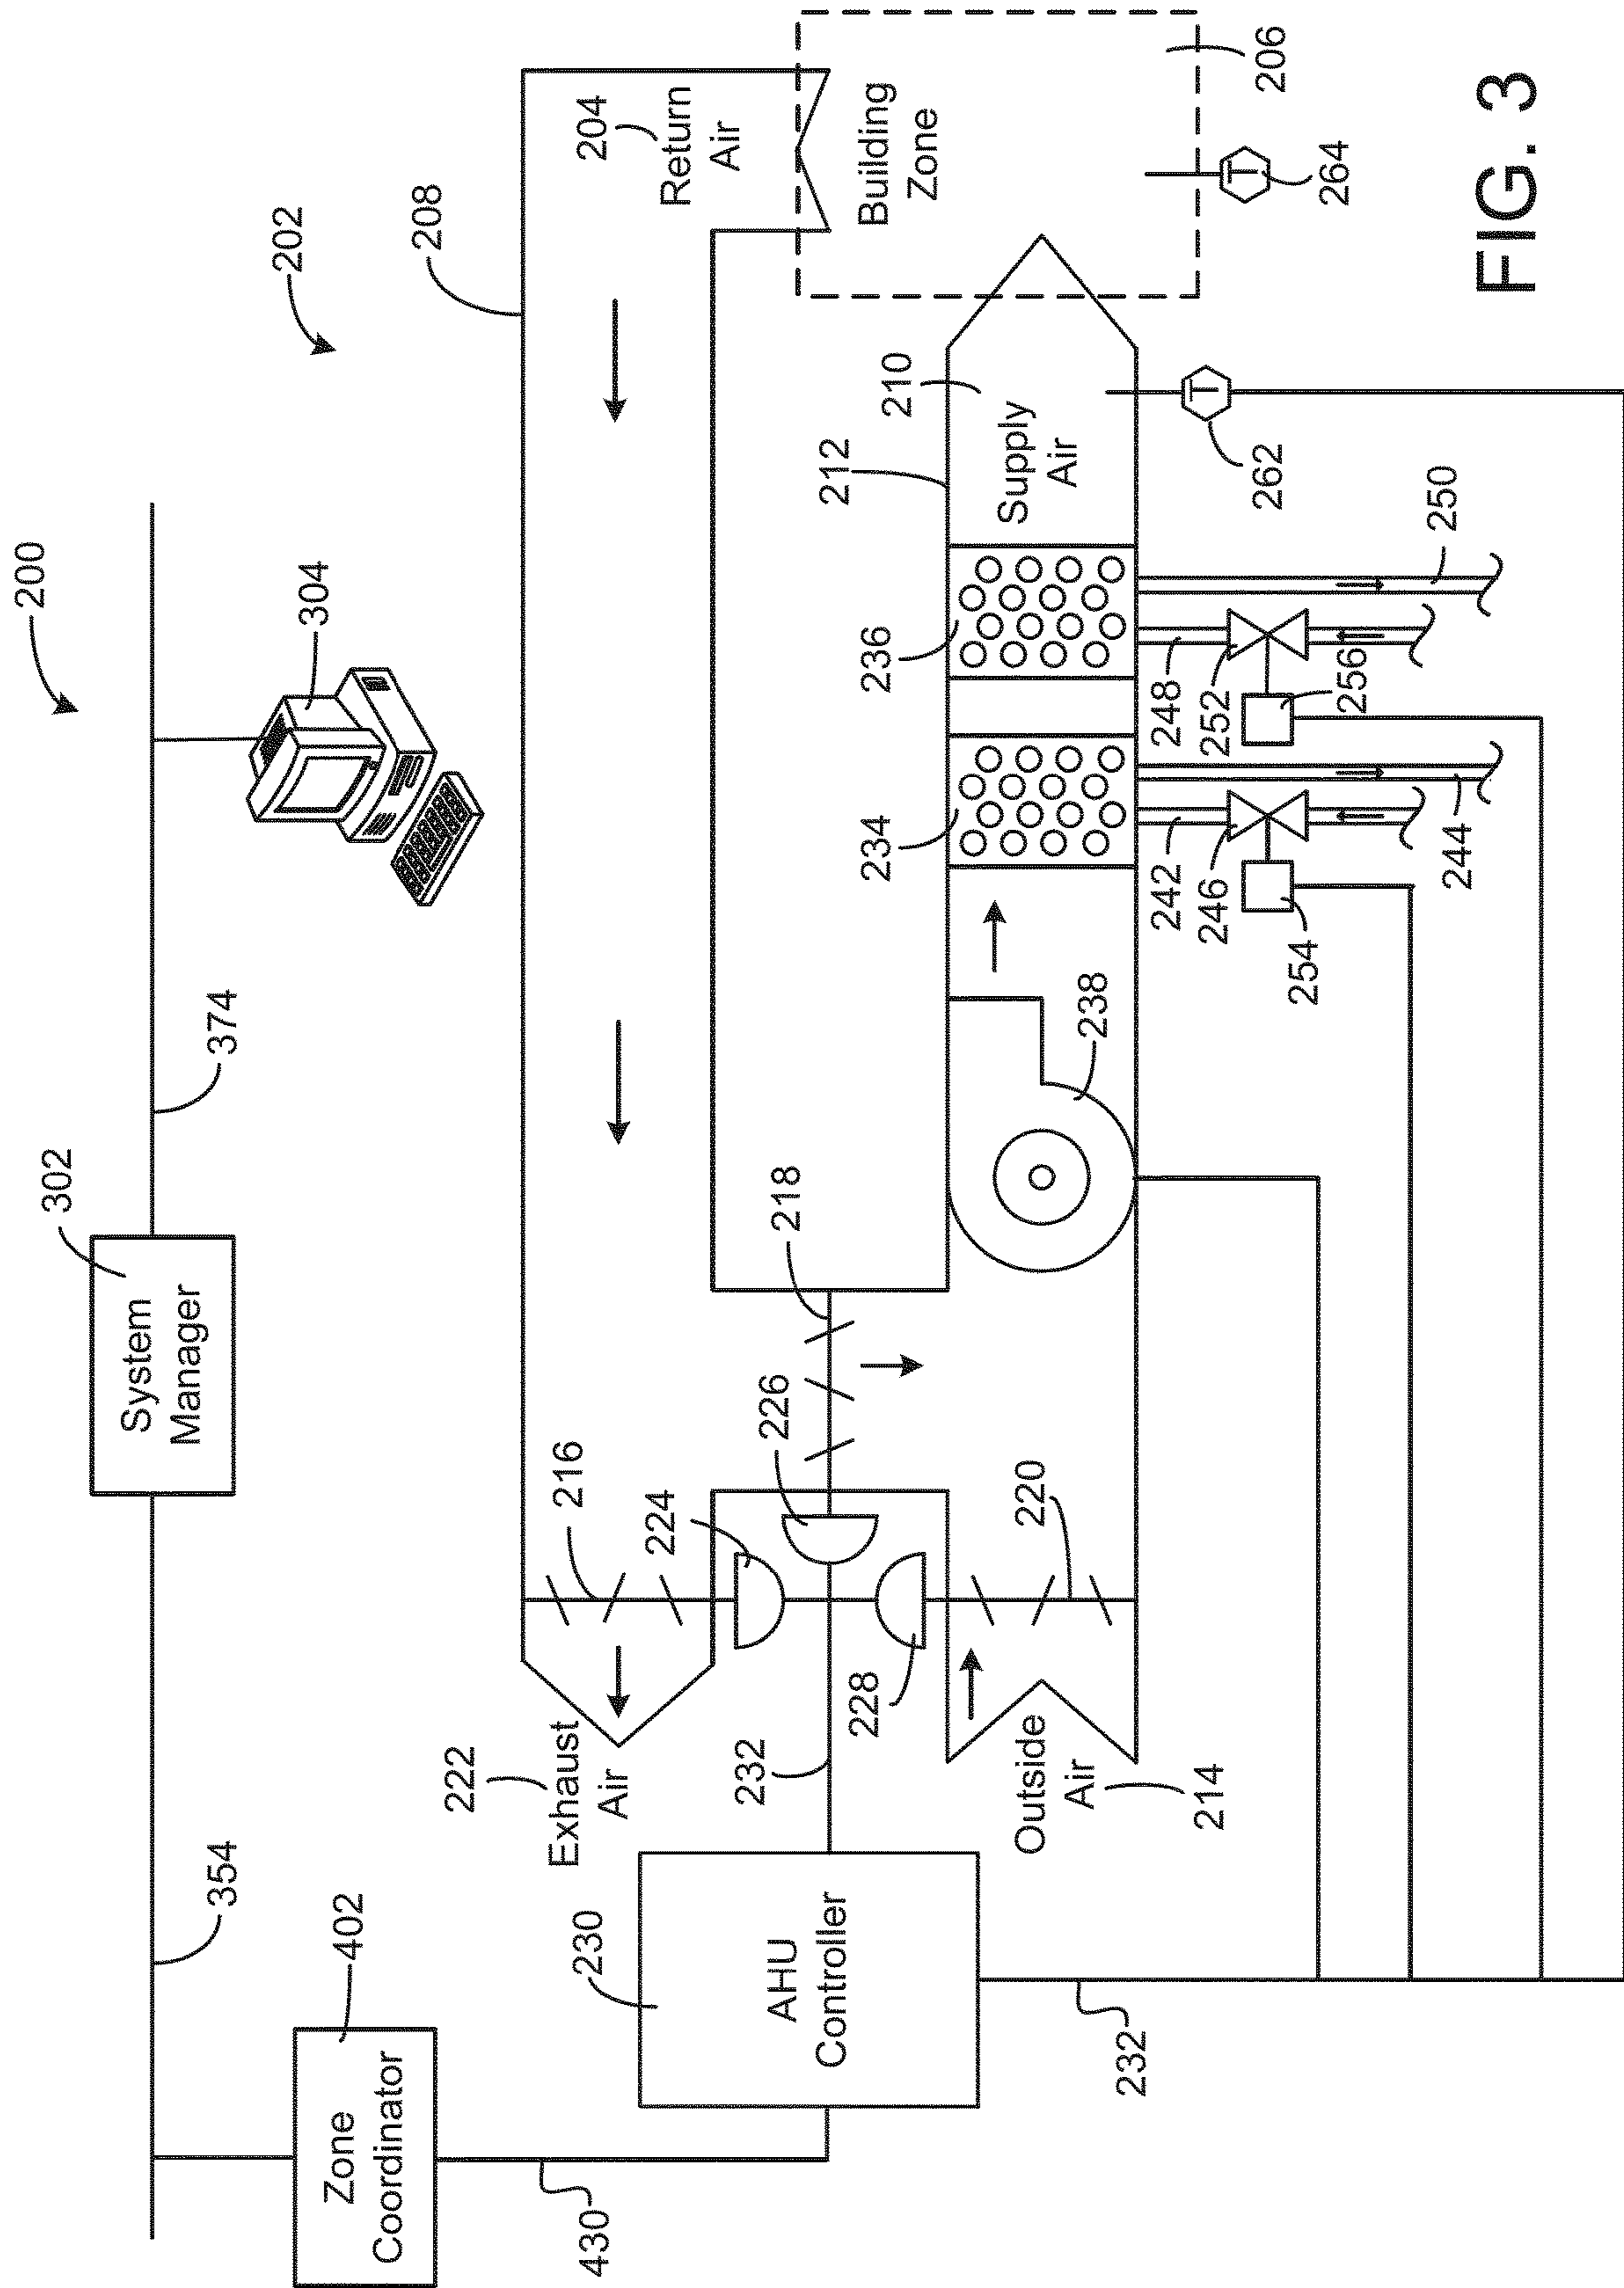 200
202
354
302
System
Manager
374
304
402
Zone
Coordinator
430
208
204
Return
Air
222
Exhaust
Air
216
224
226
218
230
AHU
Controller
232
228
220
Outside
Air
214
232
238
234
236
212
210
Supply
Air
Building
Zone
206
242
246
254
244
248
252
256
250
T
262
T
264
FIG. 3